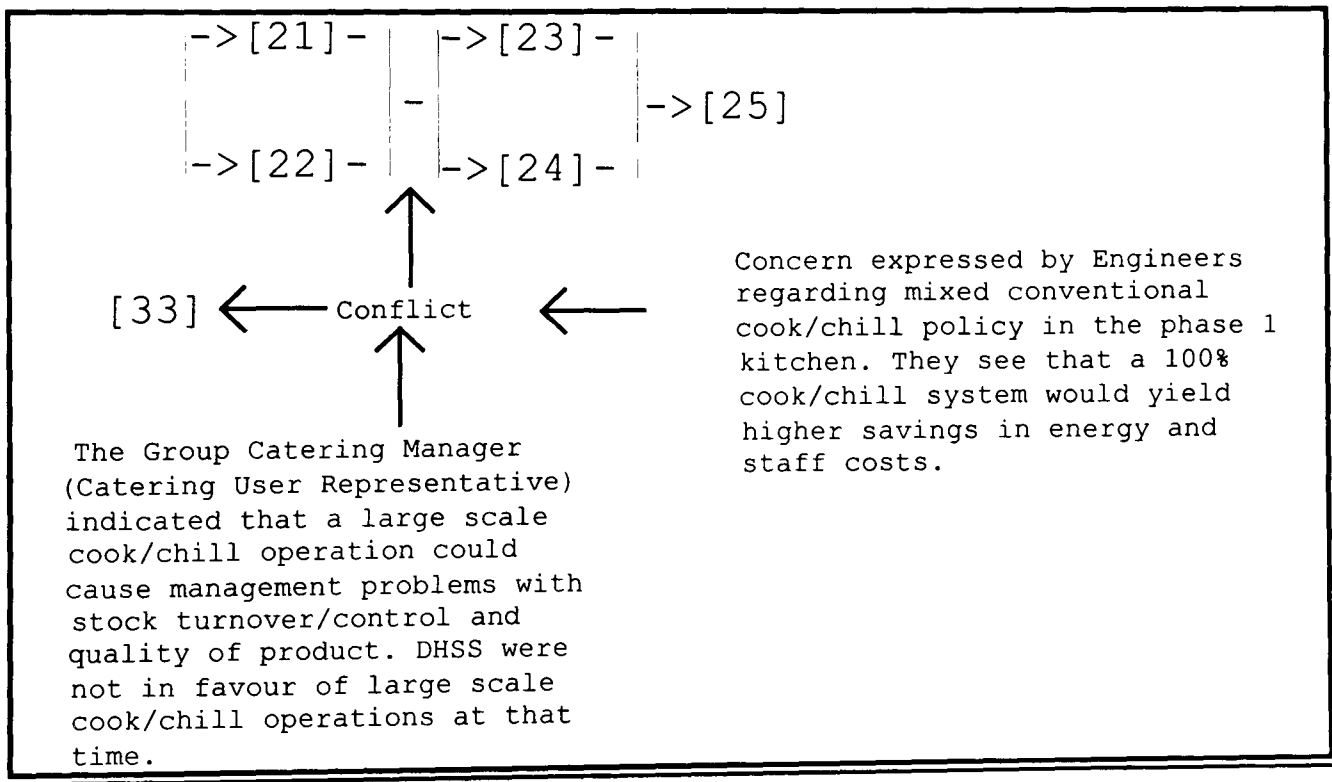 ->[21]- ->[23]-
- ->[25]
->[22]- ->[24]-
[33] Conflict
Concern expressed by Engineers
regarding mixed conventional
cook/chill policy in the phase 1
kitchen. They see that a 100%
cook/chill system would yield
higher savings in energy and
staff costs.
The Group Catering Manager
(Catering User Representative)
indicated that a large scale
cook/chill operation could
cause management problems with
stock turnover/control and
quality of product. DHSS were
not in favour of large scale
cook/chill operations at that
time.